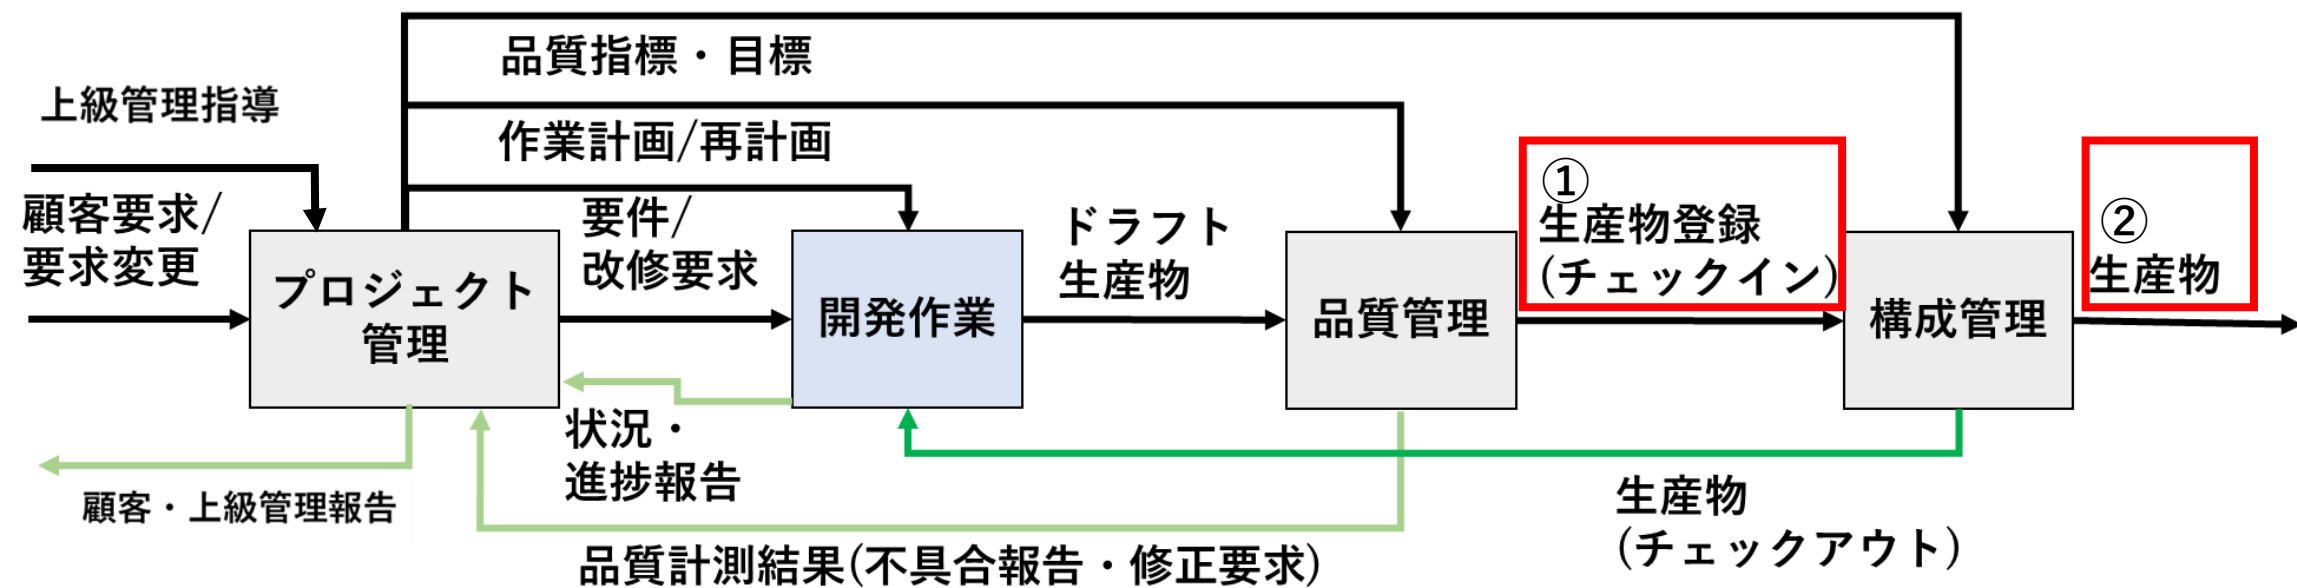 品質指標・目標
上級管理指導
作業計画/再計画
顧客要求/
要求変更
要件/
改修要求
ドラフト
生産物
①
生産物登録
(チェックイン)
②
生産物
プロジェクト
管理
開発作業
品質管理
構成管理
状況・
進捗報告
顧客・上級管理報告
生産物
(チェックアウト)
品質計測結果(不具合報告・修正要求)